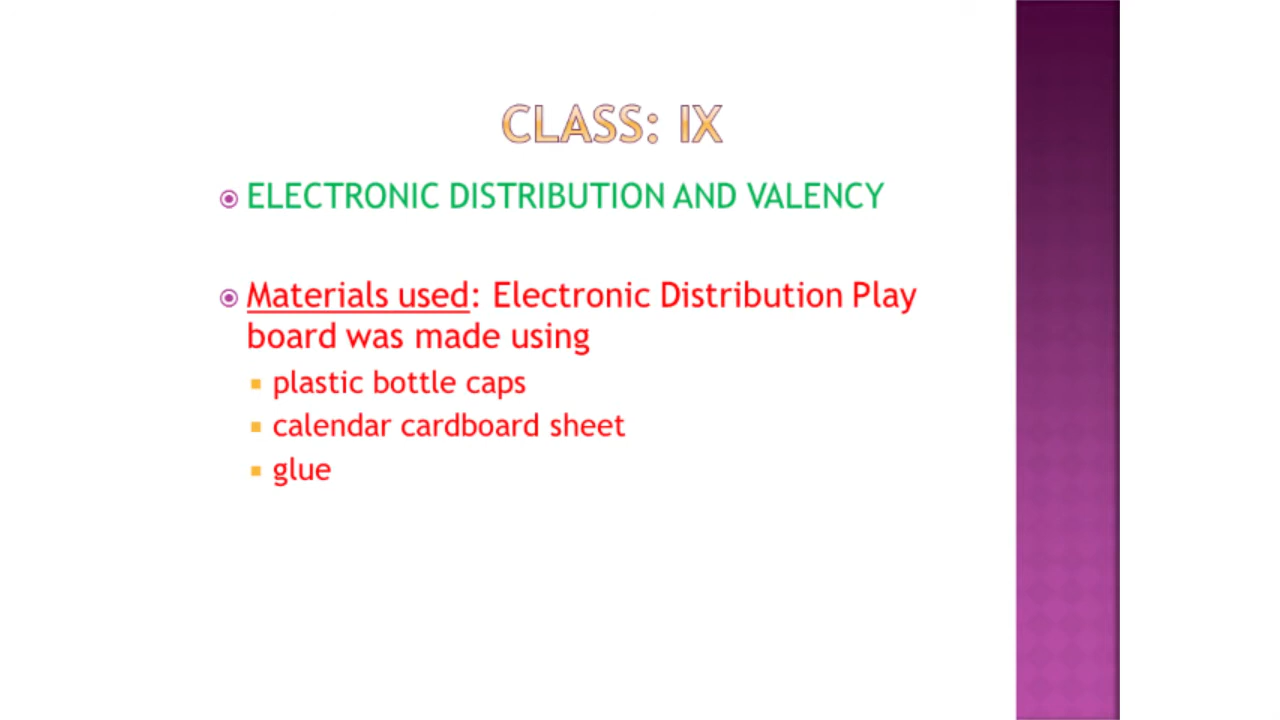 CLASS: IX
ELECTRONIC DISTRIBUTION AND VALENCY
Materials used: Electronic Distribution Play
board was made using
plastic bottle caps
calendar cardboard sheet
glue